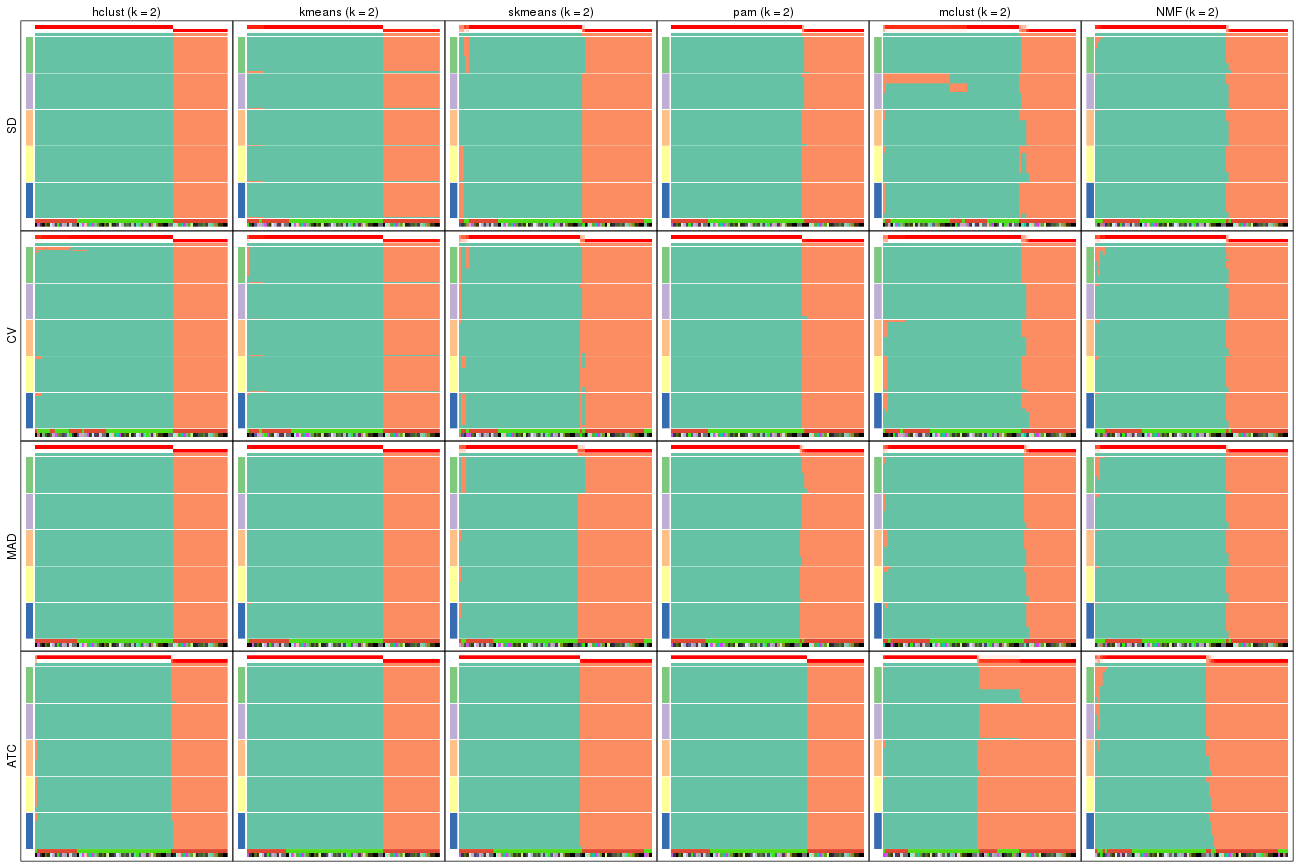 hclust (k = 2)
kmeans (k = 2)
skmeans (k = 2)
pam (k = 2)
mclust (k = 2)
NMF (k = 2)
SD
CV
MAD
ATC